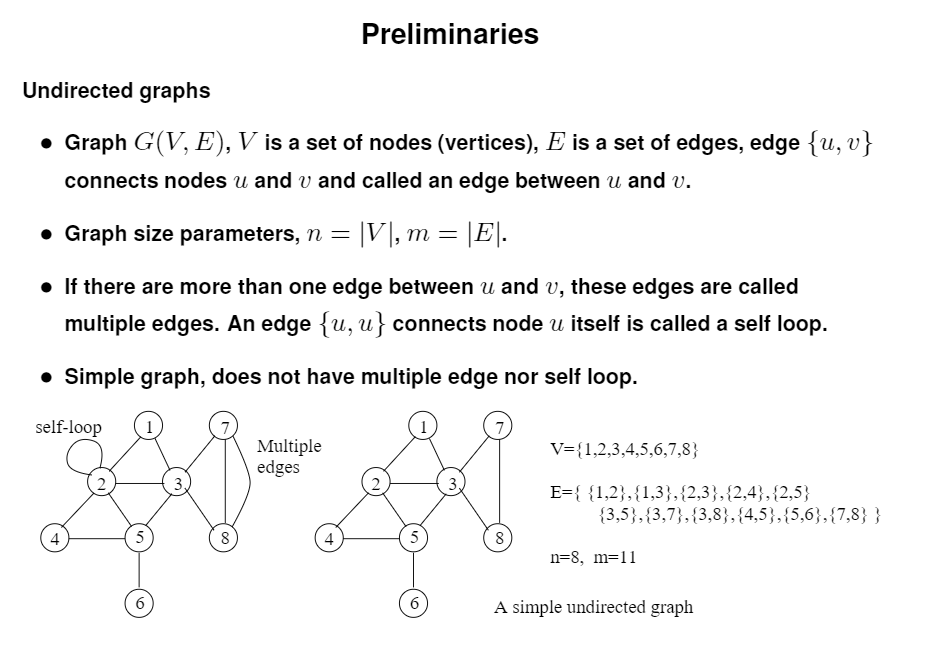 Preliminaries
Undirected graphs
● Graph G(V, E), V is a set of nodes (vertices), E is a set of edges, edge {u, v}
connects nodes u and v and called an edge between u and v.
● Graph size parameters, n = |V|, m = |E|.
● If there are more than one edge between u and v, these edges are called
multiple edges. An edge {u, u} connects node u itself is called a self loop.
● Simple graph, does not have multiple edge nor self loop.
self-loop
1
7
Multiple
edges
2
3
4
5
8
6
1
7
2
3
4
5
8
6
V={1,2,3,4,5,6,7,8}
E={ {1,2},{1,3},{2,3},{2,4},{2,5}
{3,5},{3,7},{3,8},{4,5},{5,6},{7,8} }
n=8, m=11
A simple undirected graph